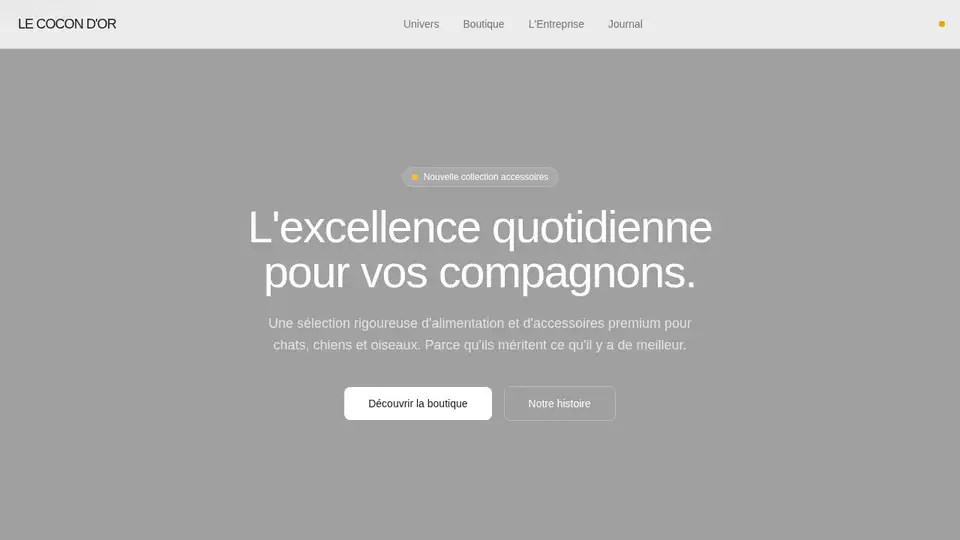 LE COCON D'OR
Univers
Boutique
L'Entreprise
Journal
Nouvelle collection accessoires
L'excellence quotidienne
pour vos compagnons.
Une sélection rigoureuse d'alimentation et d'accessoires premium pour
chats, chiens et oiseaux. Parce qu'ils méritent ce qu'il y a de meilleur.
Découvrir la boutique
Notre histoire